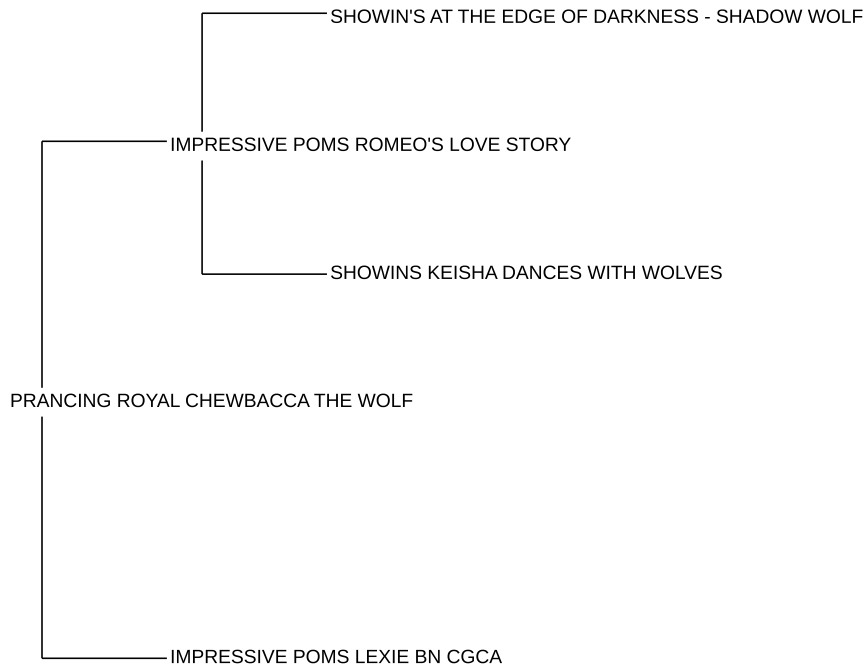 SHOWIN'S AT THE EDGE OF DARKNESS - SHADOW WOLF
IMPRESSIVE POMS ROMEO'S LOVE STORY
SHOWINS KEISHA DANCES WITH WOLVES
PRANCING ROYAL CHEWBACCA THE WOLF
IMPRESSIVE POMS LEXIE BN CGCA